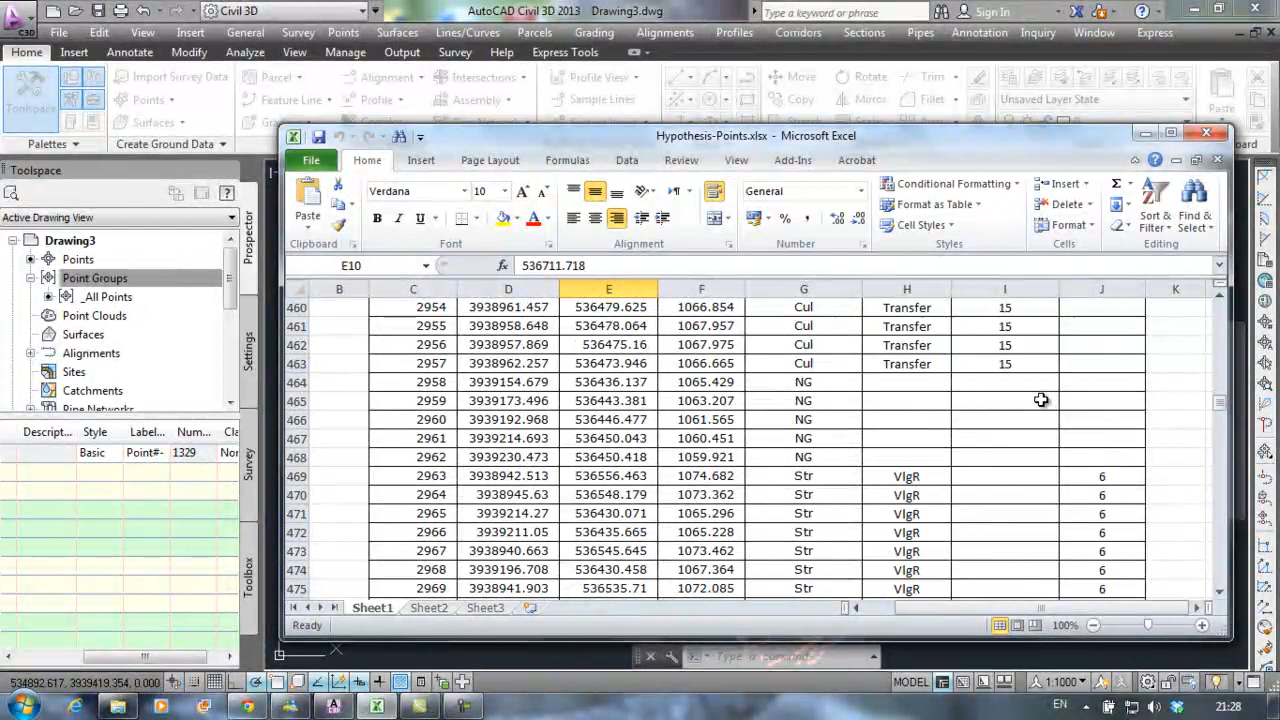 Civil 3D
AutoCAD Civil 3D 2013 Drawing3.dwg
Type a keyword or phrase
Sign In
C3D
File Edit View Insert General Survey Points Surfaces Lines/Curves Parcels Grading Alignments Profiles Corridors Sections Pipes Annotation Inquiry Window Express
Home Insert Annotate Modify Analyze View Manage Output Survey Help Express Tools
Toolspace
Import Survey Data
Points
Surfaces
Parcel
Feature Line
Grading
Alignment
Profile
Corridor
Intersections
Assembly
Profile View
Sample Lines
Move
Copy
Rotate
Mirror
Trim
Fillet
Unsaved Layer State
Paste
Palettes
Create Ground Data
Toolspace
Active Drawing View
Drawing3
Points
Point Groups
_All Points
Point Clouds
Surfaces
Alignments
Sites
Catchments
Pipe Networks
Prospector
Settings
Survey
Toolbox
Descript... Style Label... Num...
Basic Point#- 1329
Hypothesis-Points.xlsx - Microsoft Excel
File Home Insert Page Layout Formulas Data Review View Add-Ins Acrobat
Paste
Clipboard
Verdana 10
Font
Alignment
General
Number
Conditional Formatting
Format as Table
Cell Styles
Styles
Insert
Delete
Format
Cells
Sort & Filter
Find & Select
Editing
E10 fx 536711.718
B C D E F G H I J K
460 2954 3938961.457 536479.625 1066.854 Cul Transfer 15
461 2955 3938958.648 536478.064 1067.957 Cul Transfer 15
462 2956 3938957.869 536475.16 1067.975 Cul Transfer 15
463 2957 3938962.257 536473.946 1066.665 Cul Transfer 15
464 2958 3939154.679 536436.137 1065.429 NG
465 2959 3939173.496 536443.381 1063.207 NG
466 2960 3939192.968 536446.477 1061.565 NG
467 2961 3939214.693 536450.043 1060.451 NG
468 2962 3939230.473 536450.418 1059.921 NG
469 2963 3938942.513 536556.463 1074.682 Str VlgR 6
470 2964 3938945.63 536548.179 1073.362 Str VlgR 6
471 2965 3939214.27 536430.071 1065.296 Str VlgR 6
472 2966 3939211.05 536435.665 1065.228 Str VlgR 6
473 2967 3938940.663 536545.645 1073.462 Str VlgR 6
474 2968 3939196.708 536430.458 1067.364 Str VlgR 6
475 2969 3938941.903 536535.71 1072.085 Str VlgR 6
Sheet1 Sheet2 Sheet3
Ready
100%
Type a command
534892.617, 3939419.354, 0.000
MODEL
1:1000
EN
21:28